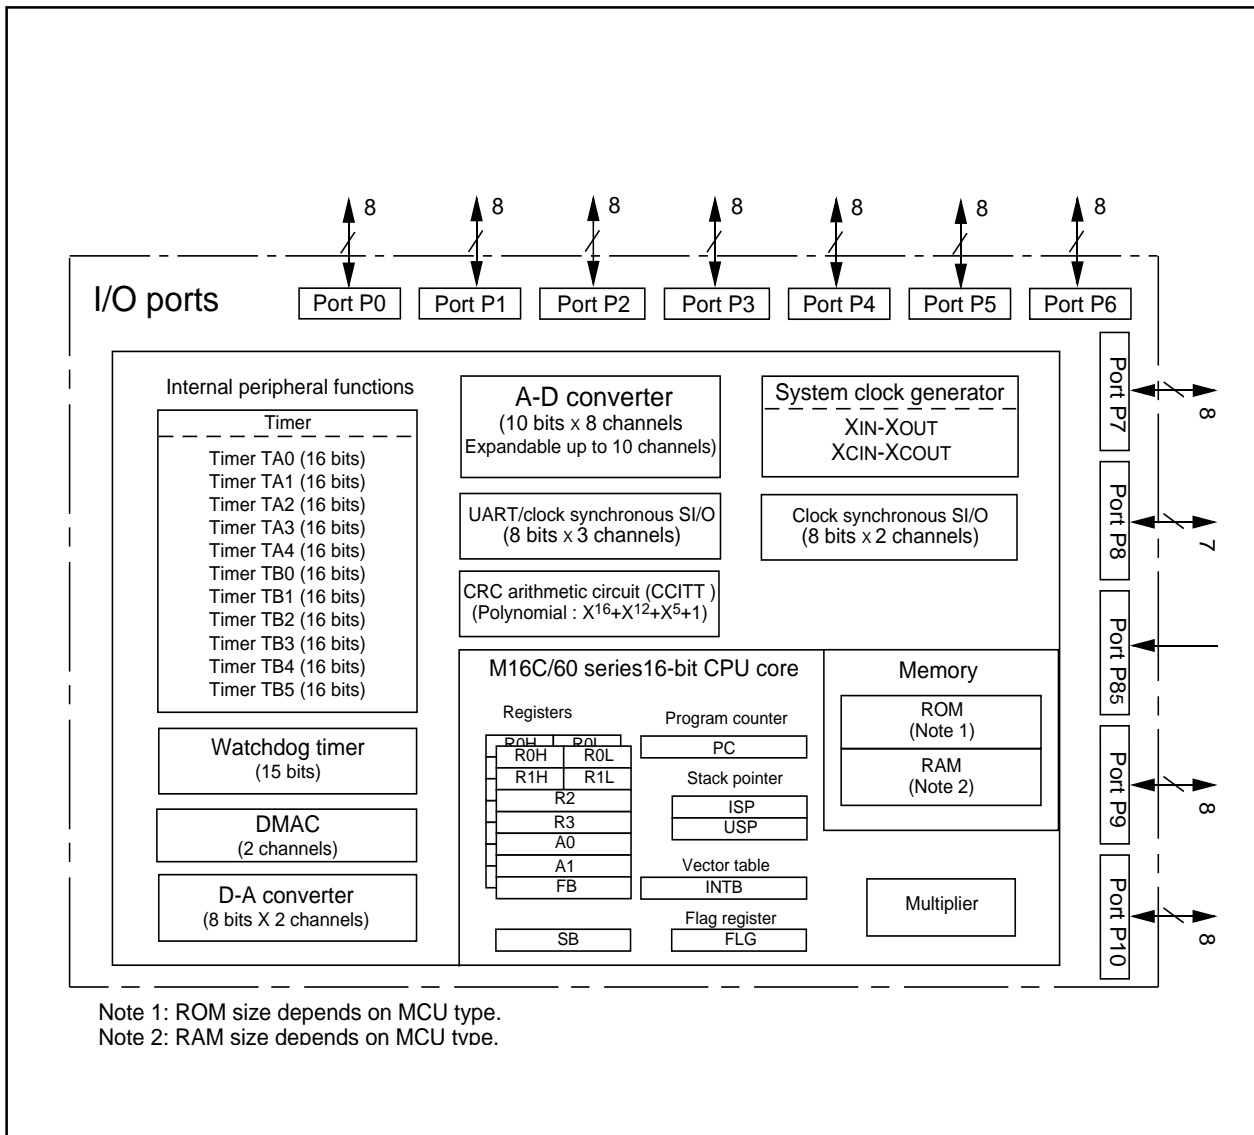 8 8 8 8 8 8 8
I/O ports
Port P0
Port P1
Port P2
Port P3
Port P4
Port P5
Port P6
Port P7
8
Port P8
7
Port P85
Port P9
8
Port P10
8
Internal peripheral functions
Timer
Timer TA0 (16 bits)
Timer TA1 (16 bits)
Timer TA2 (16 bits)
Timer TA3 (16 bits)
Timer TA4 (16 bits)
Timer TB0 (16 bits)
Timer TB1 (16 bits)
Timer TB2 (16 bits)
Timer TB3 (16 bits)
Timer TB4 (16 bits)
Timer TB5 (16 bits)
Watchdog timer
(15 bits)
DMAC
(2 channels)
D-A converter
(8 bits X 2 channels)
A-D converter
(10 bits x 8 channels
Expandable up to 10 channels)
UART/clock synchronous SI/O
(8 bits x 3 channels)
CRC arithmetic circuit (CCITT )
(Polynomial : X16+X12+X5+1)
System clock generator
XIN-XOUT
XCIN-XCOUT
Clock synchronous SI/O
(8 bits x 2 channels)
M16C/60 series16-bit CPU core
Registers
R0H R0L
R0H R0L
R1H R1L
R2
R3
A0
A1
FB
SB
Program counter
PC
Stack pointer
ISP
USP
Vector table
INTB
Flag register
FLG
Memory
ROM
(Note 1)
RAM
(Note 2)
Multiplier
Note 1: ROM size depends on MCU type.
Note 2: RAM size depends on MCU type.